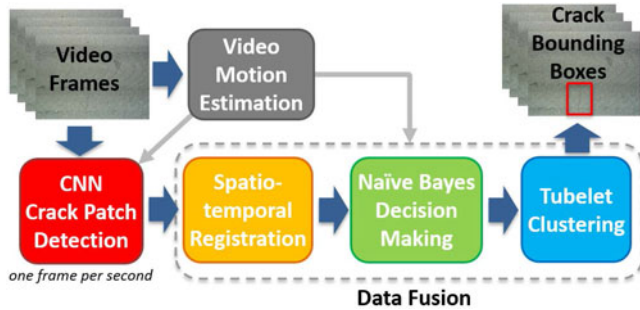 Video
Frames
Video
Motion
Estimation
Crack
Bounding
Boxes
CNN
Crack Patch
Detection
Spatio-
temporal
Registration
Naïve Bayes
Decision
Making
Tubelet
Clustering
one frame per second
Data Fusion